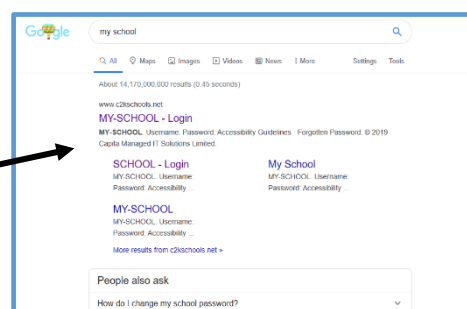 Google
my school
All Maps Images Videos News More Settings Tools
About 14,170,000,000 results (0.45 seconds)
www.c2kschools.net
MY-SCHOOL - Login
MY-SCHOOL. Username. Password. Accessibility Guidelines · Forgotten Password. © 2019
Capita Managed IT Solutions Limited.
SCHOOL - Login My School
MY-SCHOOL. Username. MY-SCHOOL. Username.
Password. Accessibility ... Password. Accessibility ...
MY-SCHOOL
MY-SCHOOL. Username.
Password. Accessibility ...
More results from c2kschools.net »
People also ask
How do I change my school password?